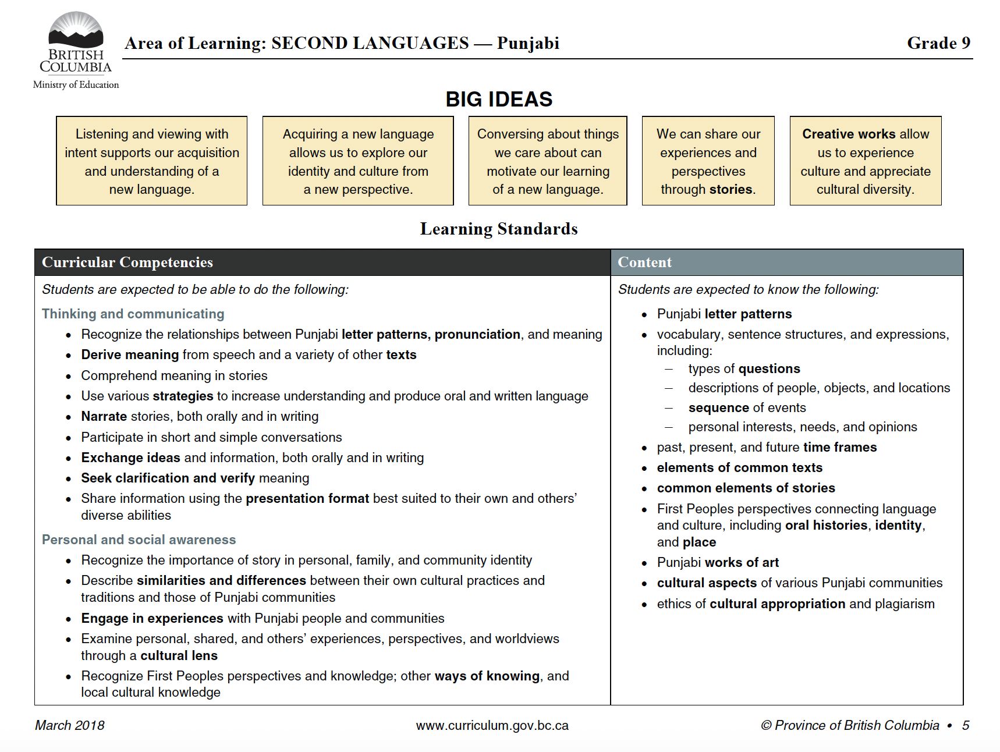 BRITISH
COLUMBIA
Ministry of Education
Area of Learning: SECOND LANGUAGES — Punjabi
Grade 9
BIG IDEAS
Listening and viewing with
intent supports our acquisition
and understanding of a
new language.
Acquiring a new language
allows us to explore our
identity and culture from
a new perspective.
Conversing about things
we care about can
motivate our learning
of a new language.
We can share our
experiences and
perspectives
through stories.
Creative works allow
us to experience
culture and appreciate
cultural diversity.
Learning Standards
Curricular Competencies
Students are expected to be able to do the following:
Thinking and communicating
• Recognize the relationships between Punjabi letter patterns, pronunciation, and meaning
• Derive meaning from speech and a variety of other texts
• Comprehend meaning in stories
• Use various strategies to increase understanding and produce oral and written language
• Narrate stories, both orally and in writing
• Participate in short and simple conversations
• Exchange ideas and information, both orally and in writing
• Seek clarification and verify meaning
• Share information using the presentation format best suited to their own and others’
diverse abilities
Personal and social awareness
• Recognize the importance of story in personal, family, and community identity
• Describe similarities and differences between their own cultural practices and
traditions and those of Punjabi communities
• Engage in experiences with Punjabi people and communities
• Examine personal, shared, and others’ experiences, perspectives, and worldviews
through a cultural lens
• Recognize First Peoples perspectives and knowledge; other ways of knowing, and
local cultural knowledge
Content
Students are expected to know the following:
• Punjabi letter patterns
• vocabulary, sentence structures, and expressions,
including:
— types of questions
— descriptions of people, objects, and locations
— sequence of events
— personal interests, needs, and opinions
• past, present, and future time frames
• elements of common texts
• common elements of stories
• First Peoples perspectives connecting language
and culture, including oral histories, identity,
and place
• Punjabi works of art
• cultural aspects of various Punjabi communities
• ethics of cultural appropriation and plagiarism
March 2018
www.curriculum.gov.bc.ca
© Province of British Columbia • 5